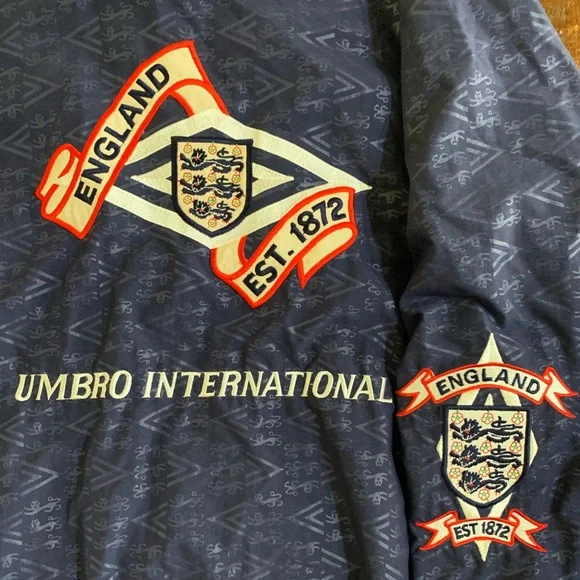 ENGLAND
EST. 1872
UMBRO INTERNATIONAL
ENGLAND
EST 1872